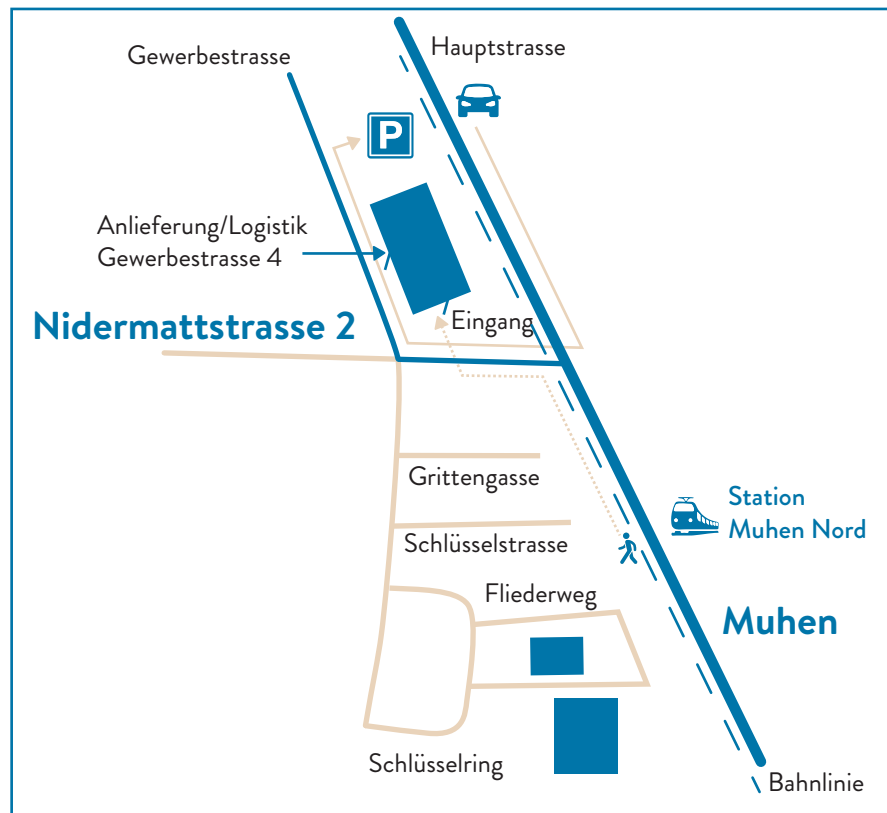 Hauptstrasse
Gewerbestrasse
P
Anlieferung/Logistik
Gewerbestrasse 4
Nidermattstrasse 2
Eingang
Grittengasse
Station
Muhen Nord
Schlüsselstrasse
Fliederweg
Muhen
Schlüsselring
Bahnlinie